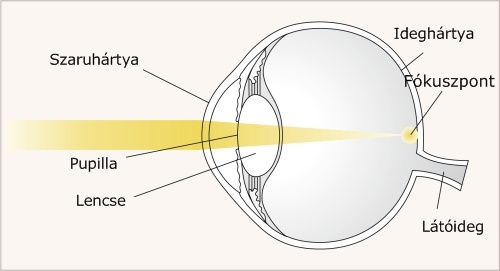 Ideghártya
Szaruhártya
Fókuszpont
Pupilla
Lencse
Látóideg